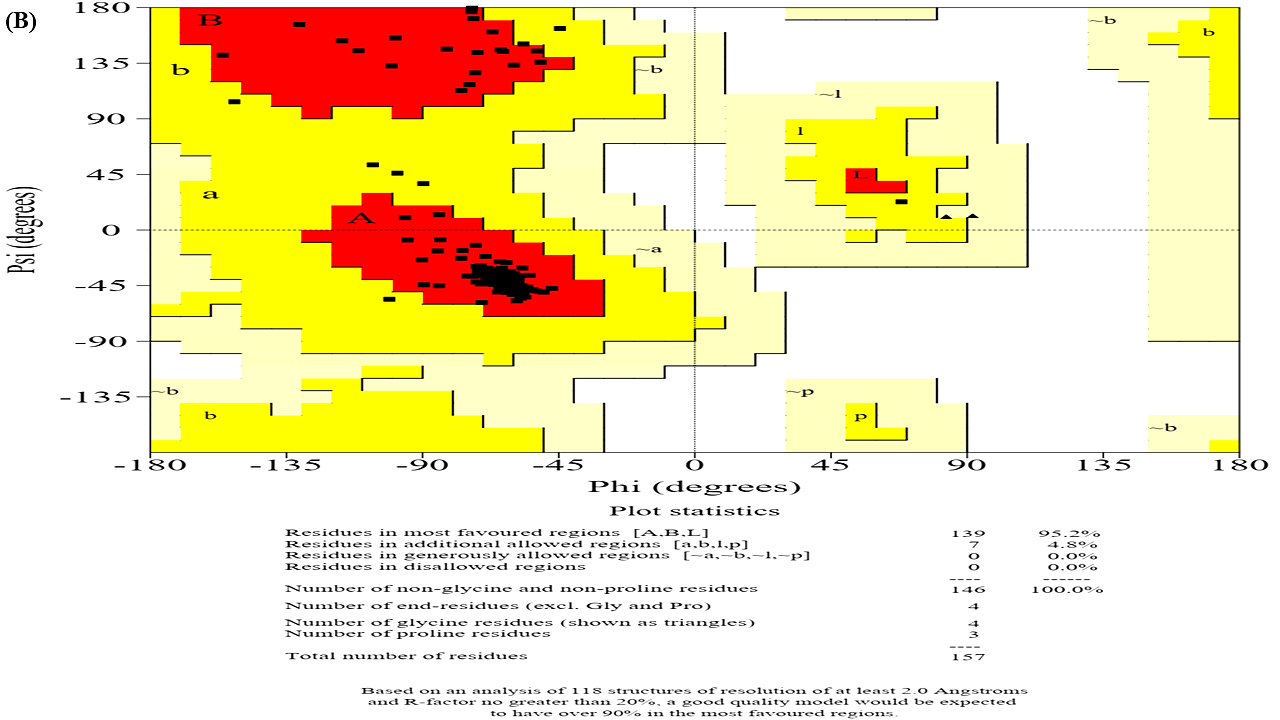 (B)
180
135
90
45
0
-45
-90
-135
Psi (degrees)
B
~b
b
b
~b
~l
l
L
a
A
~a
~b
b
~p
p
~b
-180
-135
-90
-45
0
45
90
135
180
Phi (degrees)
Plot statistics
Residues in most favoured regions [A,B,L] 139 95.2%
Residues in additional allowed regions [a,b,l,p] 7 4.8%
Residues in generously allowed regions [~a,~b,~l,~p] 0 0.0%
Residues in disallowed regions 0 0.0%
---- ------
Number of non-glycine and non-proline residues 146 100.0%
Number of end-residues (excl. Gly and Pro) 4
Number of glycine residues (shown as triangles) 4
Number of proline residues 3
----
Total number of residues 157
Based on an analysis of 118 structures of resolution of at least 2.0 Angstroms
and R-factor no greater than 20%, a good quality model would be expected
to have over 90% in the most favoured regions.